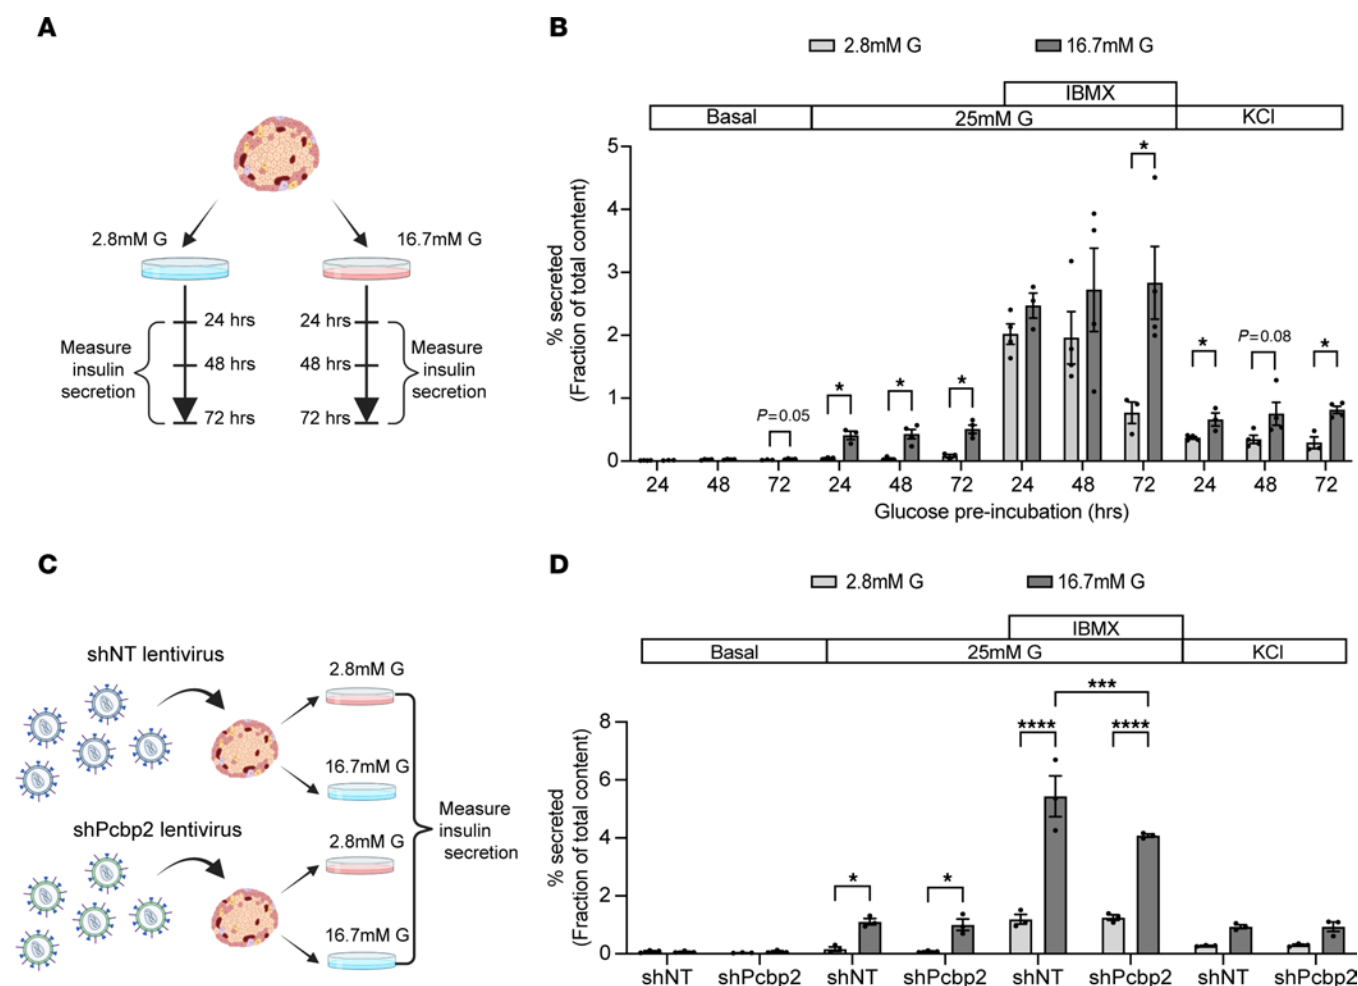 A
2.8mM G
16.7mM G
24 hrs
24 hrs
Measure
insulin
secretion
48 hrs
48 hrs
Measure
insulin
secretion
72 hrs
72 hrs
B
2.8mM G 16.7mM G
IBMX
Basal 25mM G KCl
% secreted
(Fraction of total content)
5
4
3
2
1
0
P=0.05
*
*
*
*
*
P=0.08
*
24 48 72 24 48 72 24 48 72 24 48 72
Glucose pre-incubation (hrs)
C
shNT lentivirus
2.8mM G
16.7mM G
shPcbp2 lentivirus
2.8mM G
16.7mM G
Measure
insulin
secretion
D
2.8mM G 16.7mM G
IBMX
Basal 25mM G KCl
% secreted
(Fraction of total content)
8
6
4
2
0
*
*
****
***
****
shNT shPcbp2 shNT shPcbp2 shNT shPcbp2 shNT shPcbp2